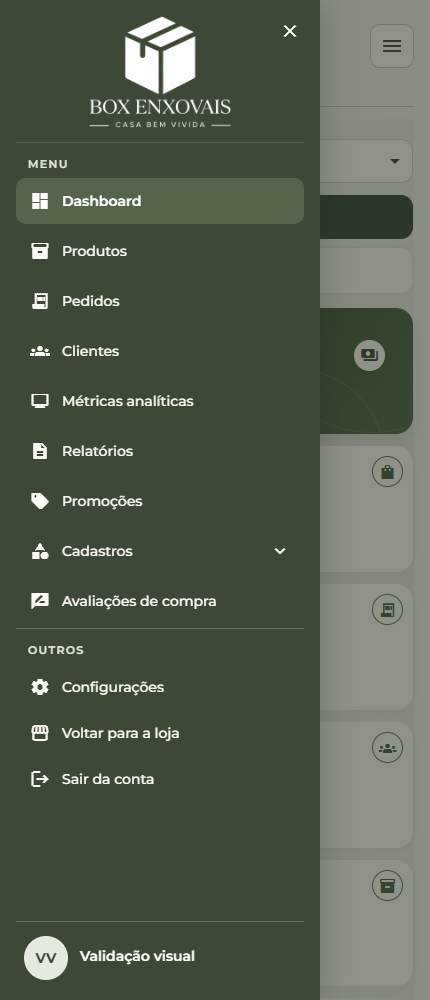 BOX ENXOVAIS
CASA BEM VIVIDA
MENU
Dashboard
Produtos
Pedidos
Clientes
Métricas analíticas
Relatórios
Promoções
Cadastros
Avaliações de compra
OUTROS
Configurações
Voltar para a loja
Sair da conta
VV Validação visual